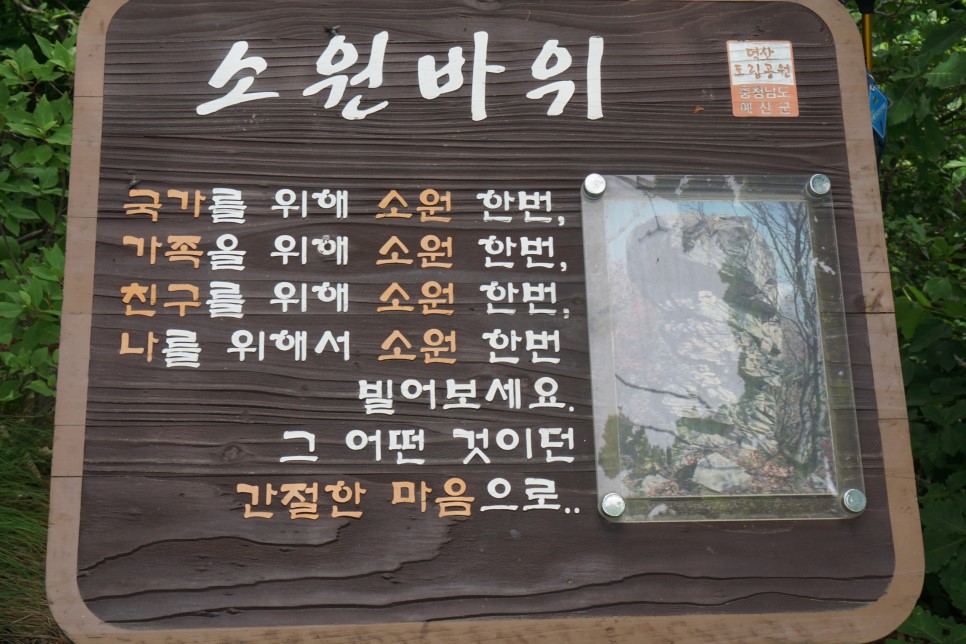 소원바위
덕산
도립공원
충청남도
예산군
국가를 위해 소원 한번,
가족을 위해 소원 한번,
친구를 위해 소원 한번,
나를 위해서 소원 한번
빌어보세요.
그 어떤 것이던
간절한 마음으로..